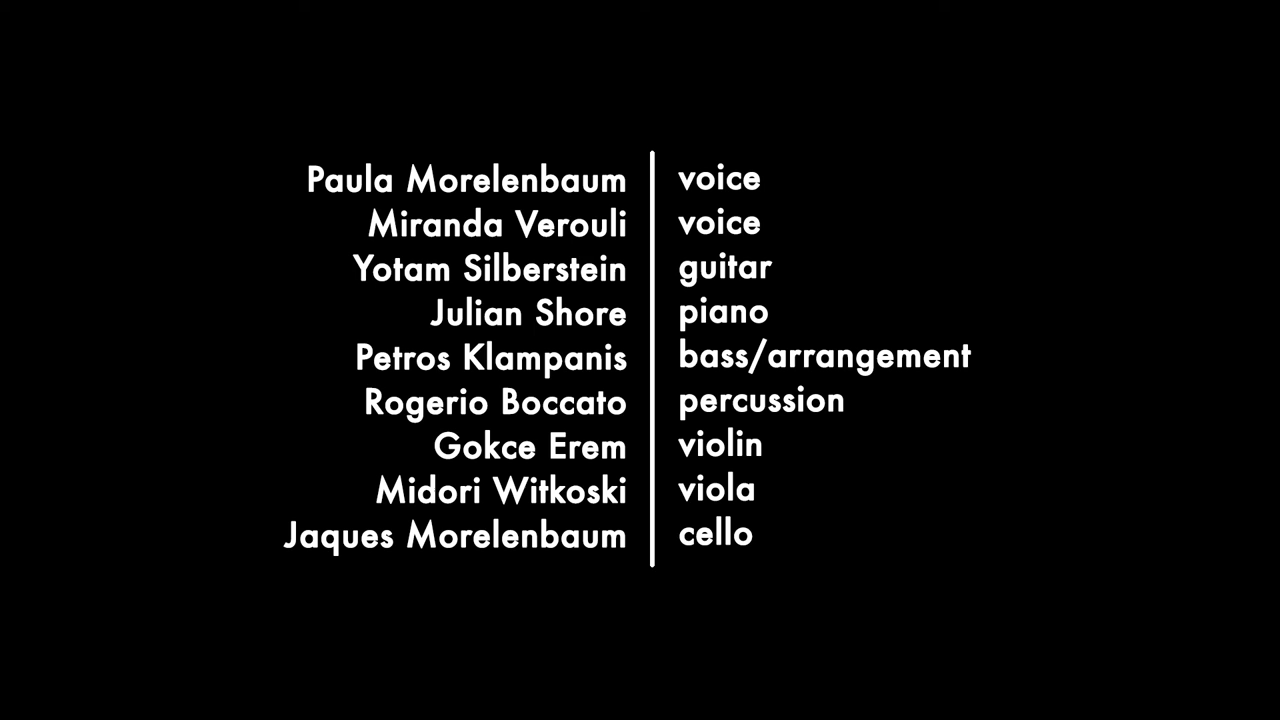 Paula Morelenbaum voice
Miranda Verouli voice
Yotam Silberstein guitar
Julian Shore piano
Petros Klampanis bass/arrangement
Rogerio Boccato percussion
Gokce Erem violin
Midori Witkoski viola
Jaques Morelenbaum cello